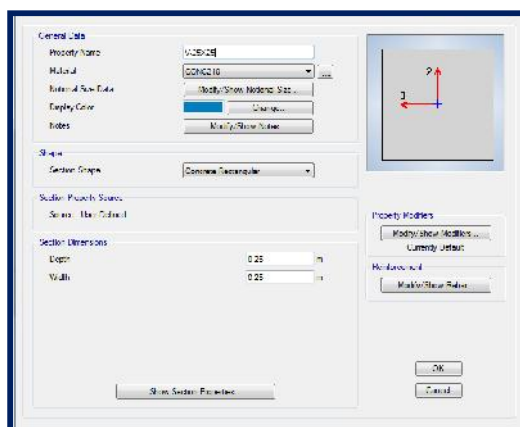 General Data
Property Name V-25X25
Material CONC210 ...
Notional Size Data Modify/Show Notional Size...
Display Color Change...
Notes Modify/Show Notes...
Shape
Section Shape Concrete Rectangular
Section Property Source
Source: User Defined
Section Dimensions
Depth 0.25 m
Width 0.25 m
Show Section Properties...
2
3
Property Modifiers
Modify/Show Modifiers...
Currently Default
Reinforcement
Modify/Show Rebar...
OK
Cancel